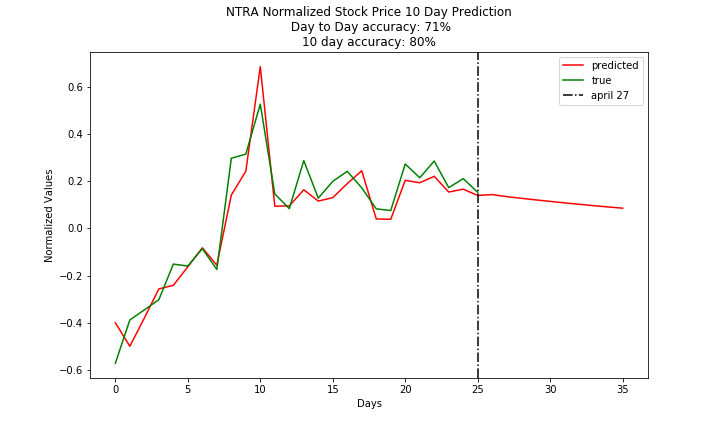 NTRA Normalized Stock Price 10 Day Prediction
Day to Day accuracy: 71%
10 day accuracy: 80%
predicted
true
april 27
Normalized Values
0.6
0.4
0.2
0.0
−0.2
−0.4
−0.6
0 5 10 15 20 25 30 35
Days